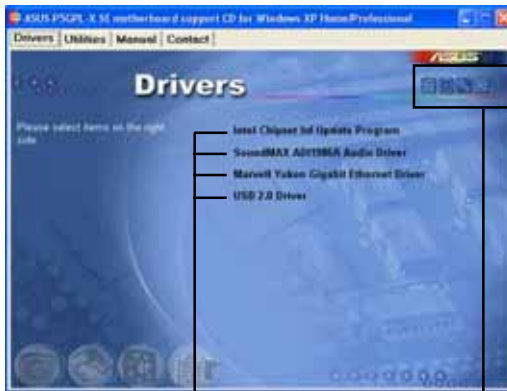 ASUS P5GPL-X SE motherboard support CD for Windows XP Home/Professional
Drivers Utilities Manual Contact
ASUS
Drivers
Please select items on the right
side
Intel Chipset Inf Update Program
SoundMAX ADI1986A Audio Driver
Marvell Yukon Gigabit Ethernet Driver
USB 2.0 Driver